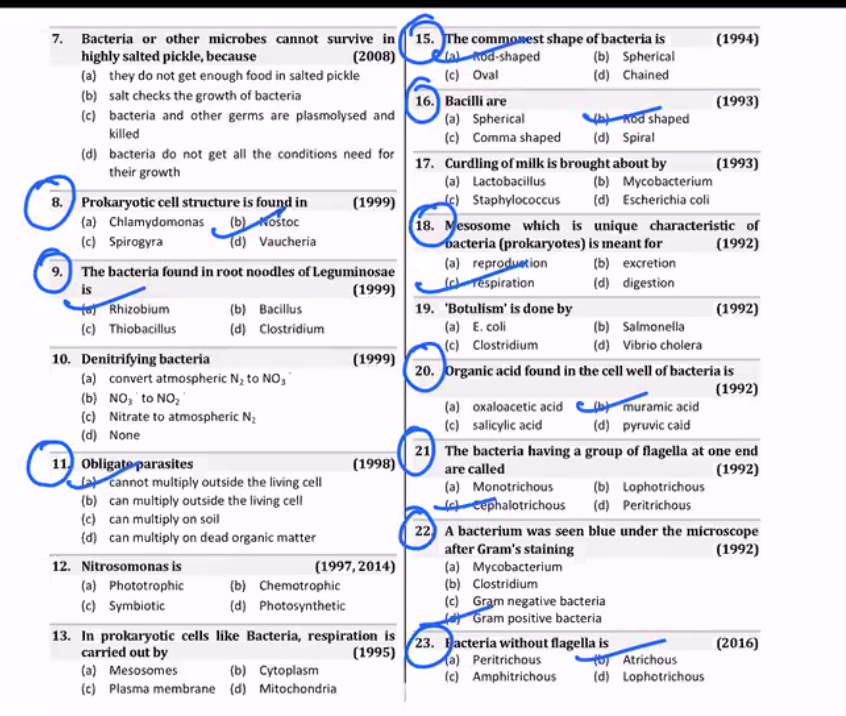 7. Bacteria or other microbes cannot survive in
highly salted pickle, because (2008)
(a) they do not get enough food in salted pickle
(b) salt checks the growth of bacteria
(c) bacteria and other germs are plasmolysed and
killed
(d) bacteria do not get all the conditions need for
their growth
8. Prokaryotic cell structure is found in (1999)
(a) Chlamydomonas (b) Nostoc
(c) Spirogyra (d) Vaucheria
9. The bacteria found in root noodles of Leguminosae
is (1999)
(a) Rhizobium (b) Bacillus
(c) Thiobacillus (d) Clostridium
10. Denitrifying bacteria (1999)
(a) convert atmospheric N₂ to NO₃⁻
(b) NO₃⁻ to NO₂⁻
(c) Nitrate to atmospheric N₂
(d) None
11. Obligate parasites (1998)
(a) cannot multiply outside the living cell
(b) can multiply outside the living cell
(c) can multiply on soil
(d) can multiply on dead organic matter
12. Nitrosomonas is (1997, 2014)
(a) Phototrophic (b) Chemotrophic
(c) Symbiotic (d) Photosynthetic
13. In prokaryotic cells like Bacteria, respiration is
carried out by (1995)
(a) Mesosomes (b) Cytoplasm
(c) Plasma membrane (d) Mitochondria
15. The commonest shape of bacteria is (1994)
(a) Rod-shaped (b) Spherical
(c) Oval (d) Chained
16. Bacilli are (1993)
(a) Spherical (b) Rod shaped
(c) Comma shaped (d) Spiral
17. Curdling of milk is brought about by (1993)
(a) Lactobacillus (b) Mycobacterium
(c) Staphylococcus (d) Escherichia coli
18. Mesosome which is unique characteristic of
bacteria (prokaryotes) is meant for (1992)
(a) reproduction (b) excretion
(c) respiration (d) digestion
19. 'Botulism' is done by (1992)
(a) E. coli (b) Salmonella
(c) Clostridium (d) Vibrio cholera
20. Organic acid found in the cell well of bacteria is
(1992)
(a) oxaloacetic acid (b) muramic acid
(c) salicylic acid (d) pyruvic caid
21 The bacteria having a group of flagella at one end
are called (1992)
(a) Monotrichous (b) Lophotrichous
(c) Cephalotrichous (d) Peritrichous
22. A bacterium was seen blue under the microscope
after Gram's staining (1992)
(a) Mycobacterium
(b) Clostridium
(c) Gram negative bacteria
(d) Gram positive bacteria
23. Bacteria without flagella is (2016)
(a) Peritrichous (b) Atrichous
(c) Amphitrichous (d) Lophotrichous